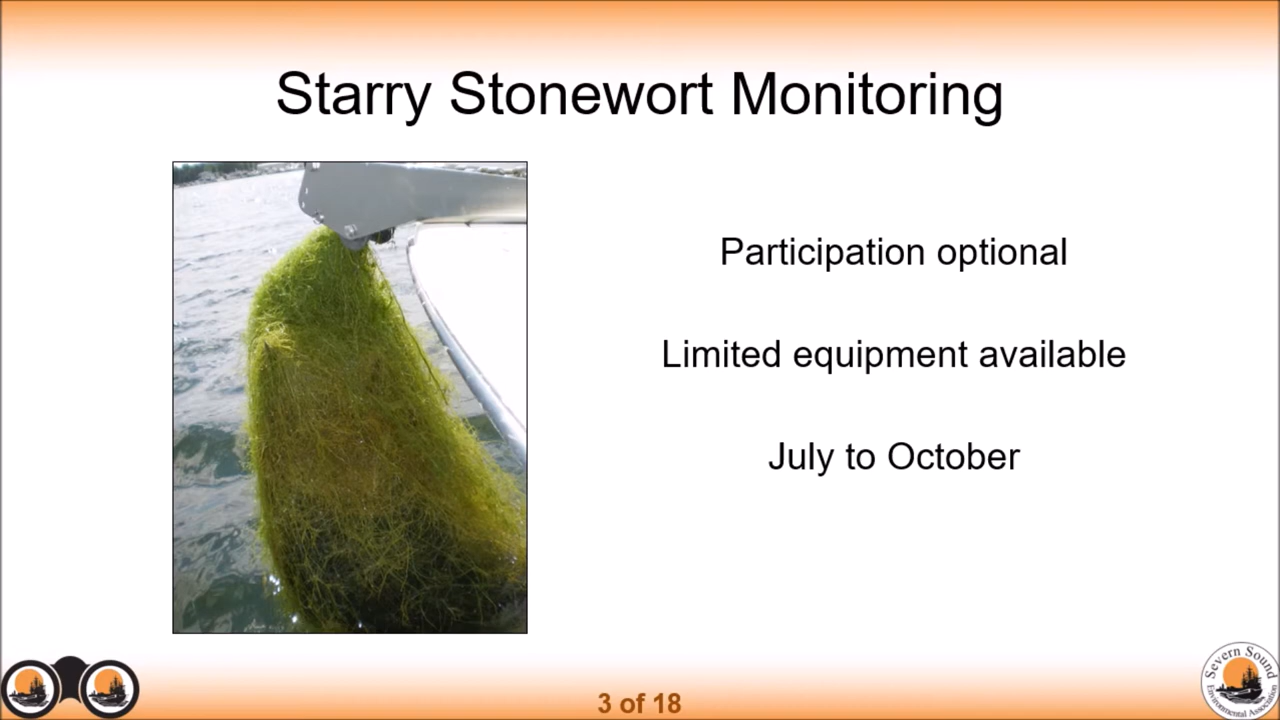 Starry Stonewort Monitoring
Participation optional
Limited equipment available
July to October
3 of 18
Severn Sound
Environmental Association